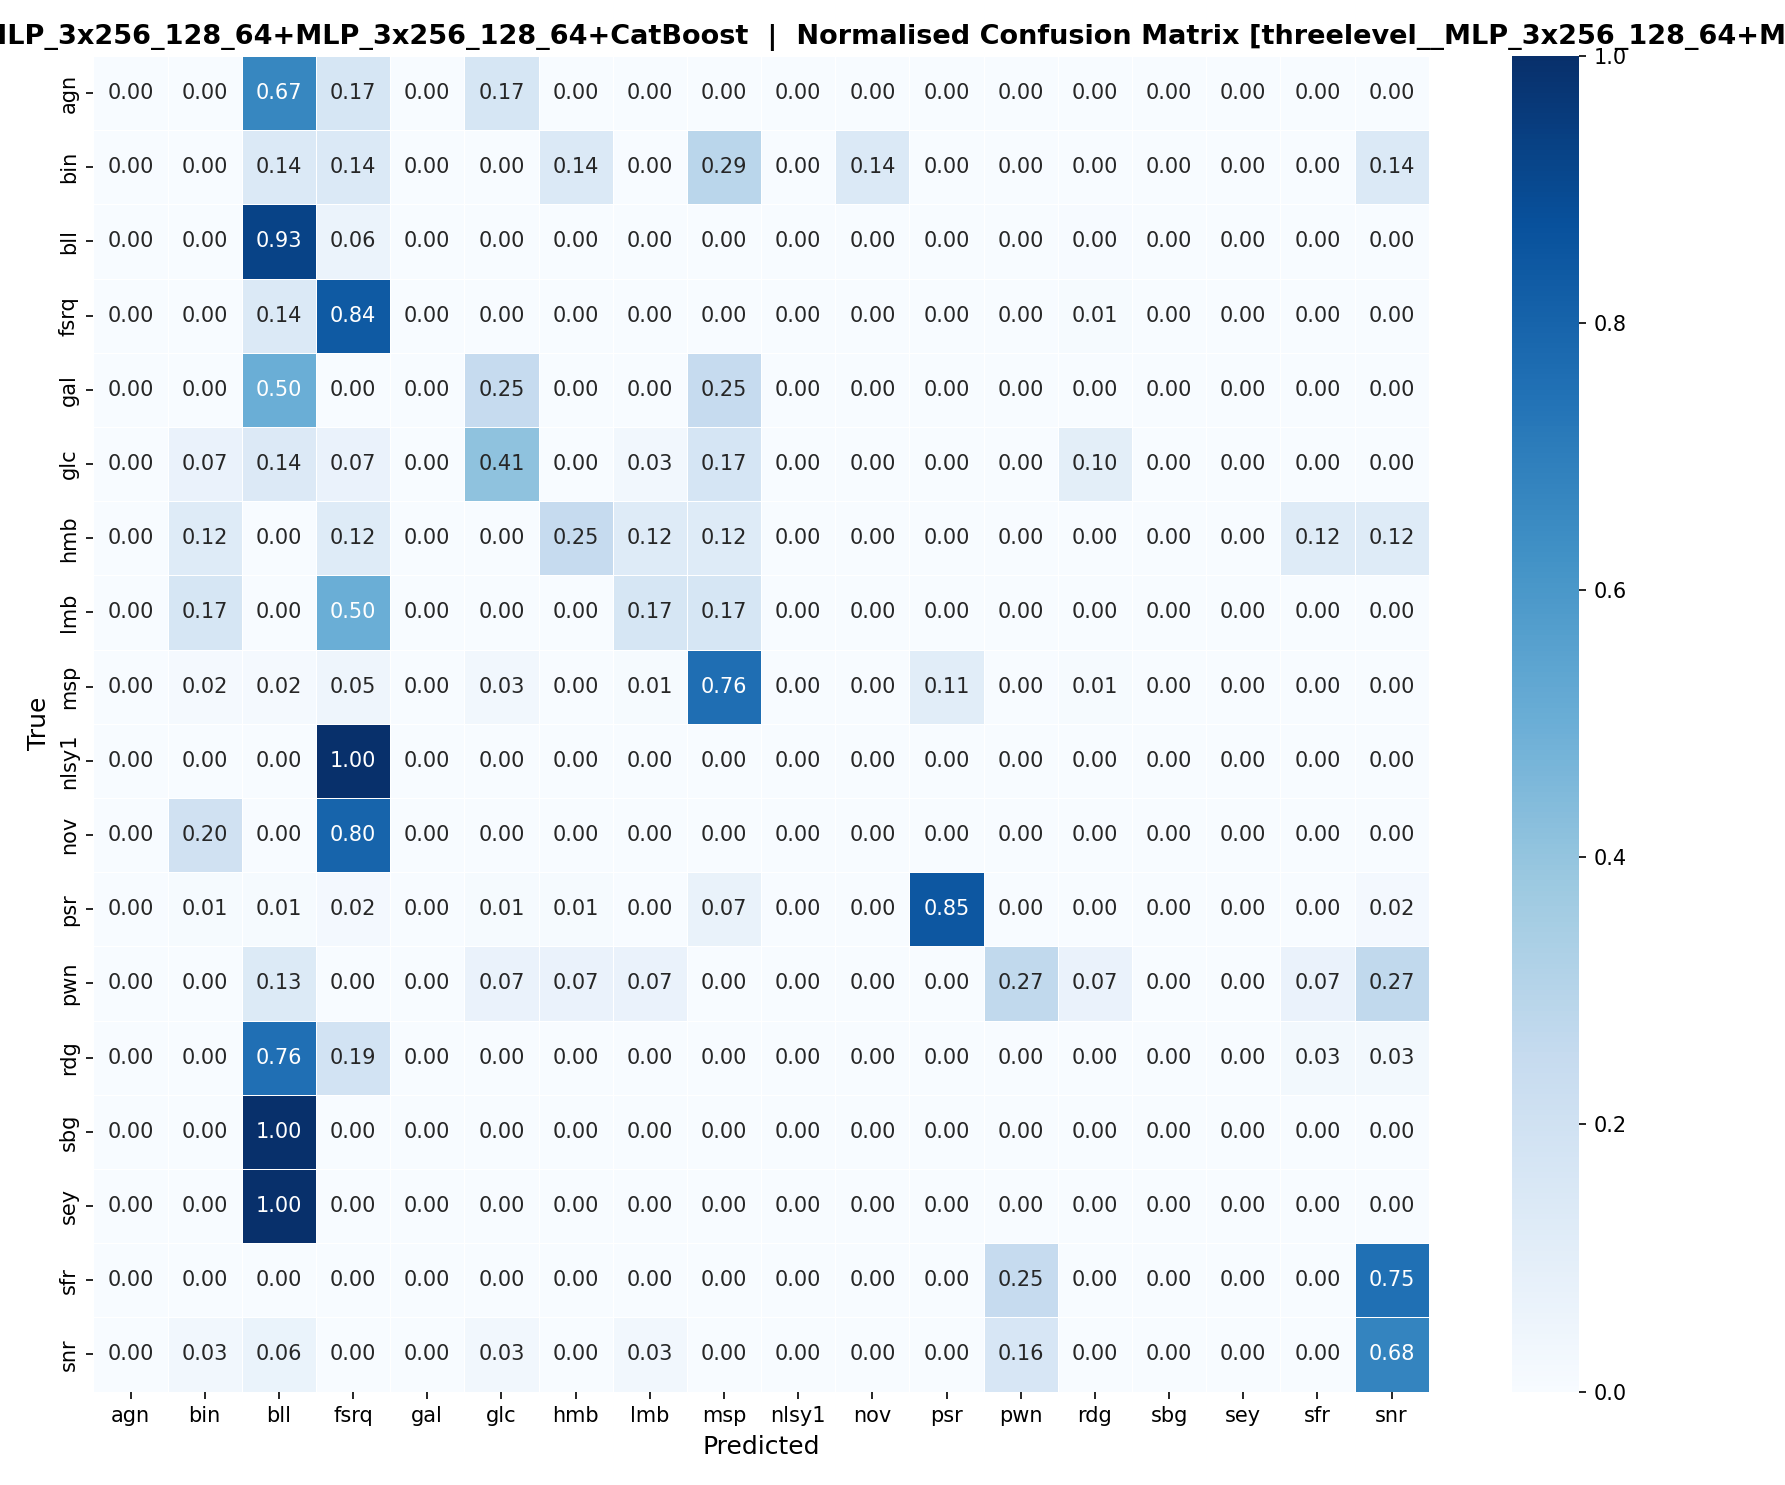 MLP_3x256_128_64+MLP_3x256_128_64+CatBoost | Normalised Confusion Matrix [threelevel__MLP_3x256_128_64+M
agn 0.00 0.00 0.67 0.17 0.00 0.17 0.00 0.00 0.00 0.00 0.00 0.00 0.00 0.00 0.00 0.00 0.00 0.00
bin 0.00 0.00 0.14 0.14 0.00 0.00 0.14 0.00 0.29 0.00 0.14 0.00 0.00 0.00 0.00 0.00 0.00 0.14
bll 0.00 0.00 0.93 0.06 0.00 0.00 0.00 0.00 0.00 0.00 0.00 0.00 0.00 0.00 0.00 0.00 0.00 0.00
fsrq 0.00 0.00 0.14 0.84 0.00 0.00 0.00 0.00 0.00 0.00 0.00 0.00 0.00 0.01 0.00 0.00 0.00 0.00
gal 0.00 0.00 0.50 0.00 0.00 0.25 0.00 0.00 0.25 0.00 0.00 0.00 0.00 0.00 0.00 0.00 0.00 0.00
glc 0.00 0.07 0.14 0.07 0.00 0.41 0.00 0.03 0.17 0.00 0.00 0.00 0.00 0.10 0.00 0.00 0.00 0.00
hmb 0.00 0.12 0.00 0.12 0.00 0.00 0.25 0.12 0.12 0.00 0.00 0.00 0.00 0.00 0.00 0.00 0.12 0.12
lmb 0.00 0.17 0.00 0.50 0.00 0.00 0.00 0.17 0.17 0.00 0.00 0.00 0.00 0.00 0.00 0.00 0.00 0.00
msp 0.00 0.02 0.02 0.05 0.00 0.03 0.00 0.01 0.76 0.00 0.00 0.11 0.00 0.01 0.00 0.00 0.00 0.00
nlsy1 0.00 0.00 0.00 1.00 0.00 0.00 0.00 0.00 0.00 0.00 0.00 0.00 0.00 0.00 0.00 0.00 0.00 0.00
nov 0.00 0.20 0.00 0.80 0.00 0.00 0.00 0.00 0.00 0.00 0.00 0.00 0.00 0.00 0.00 0.00 0.00 0.00
psr 0.00 0.01 0.01 0.02 0.00 0.01 0.01 0.00 0.07 0.00 0.00 0.85 0.00 0.00 0.00 0.00 0.00 0.02
pwn 0.00 0.00 0.13 0.00 0.00 0.07 0.07 0.07 0.00 0.00 0.00 0.00 0.27 0.07 0.00 0.00 0.07 0.27
rdg 0.00 0.00 0.76 0.19 0.00 0.00 0.00 0.00 0.00 0.00 0.00 0.00 0.00 0.00 0.00 0.00 0.03 0.03
sbg 0.00 0.00 1.00 0.00 0.00 0.00 0.00 0.00 0.00 0.00 0.00 0.00 0.00 0.00 0.00 0.00 0.00 0.00
sey 0.00 0.00 1.00 0.00 0.00 0.00 0.00 0.00 0.00 0.00 0.00 0.00 0.00 0.00 0.00 0.00 0.00 0.00
sfr 0.00 0.00 0.00 0.00 0.00 0.00 0.00 0.00 0.00 0.00 0.00 0.00 0.25 0.00 0.00 0.00 0.00 0.75
snr 0.00 0.03 0.06 0.00 0.00 0.03 0.00 0.03 0.00 0.00 0.00 0.00 0.16 0.00 0.00 0.00 0.00 0.68
agn bin bll fsrq gal glc hmb lmb msp nlsy1 nov psr pwn rdg sbg sey sfr snr
Predicted
True
1.0
0.8
0.6
0.4
0.2
0.0